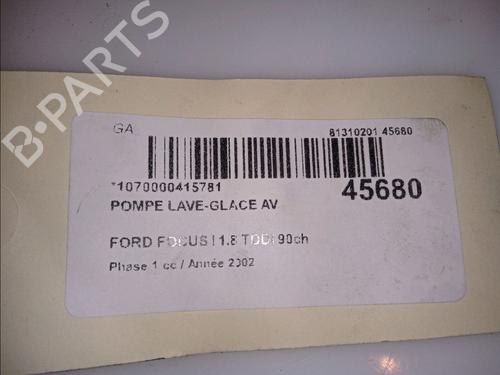 B-PARTS
GA
81310201 45680
*1070000415781
45680
POMPE LAVE-GLACE AV
FORD FOCUS I 1.8 TDDI 90ch
Phase 1 cc / Année 2002